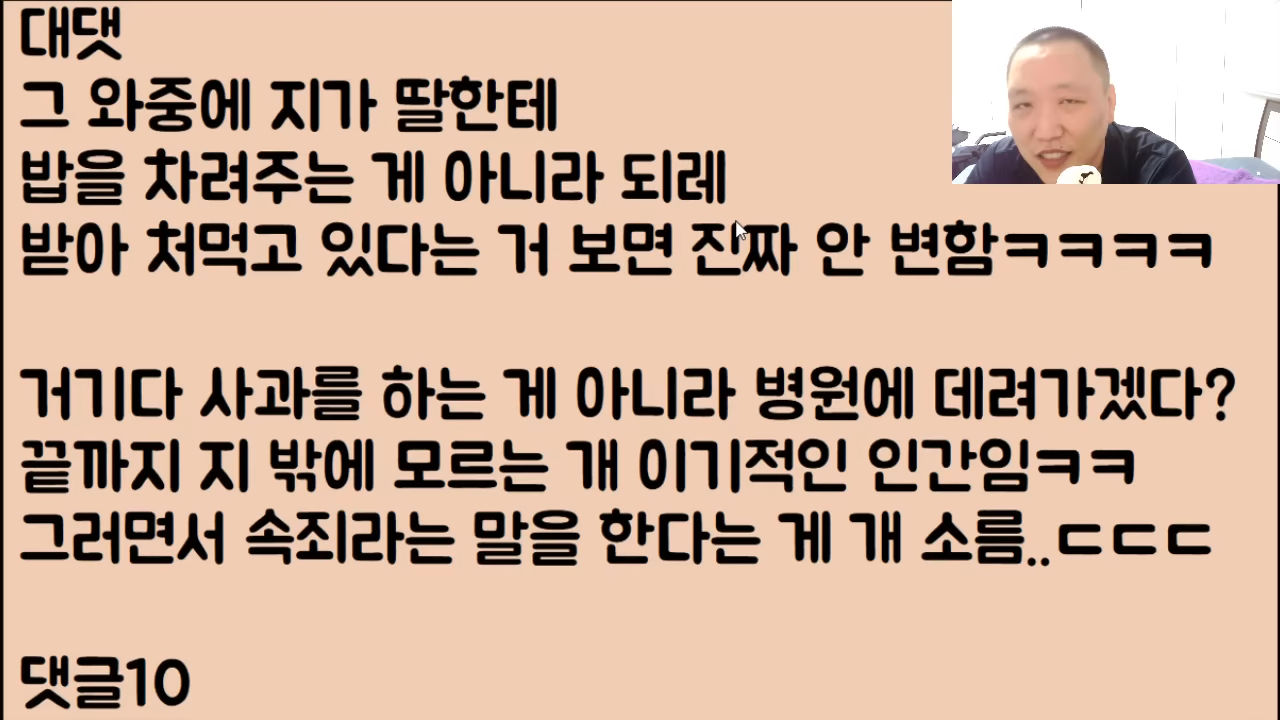 대댓
그 와중에 지가 딸한테
밥을 차려주는 게 아니라 되레
받아 처먹고 있다는 거 보면 진짜 안 변함ㅋㅋㅋㅋ
거기다 사과를 하는 게 아니라 병원에 데려가겠다?
끝까지 지 밖에 모르는 개 이기적인 인간임ㅋㅋ
그러면서 속죄라는 말을 한다는 게 개 소름..ㄷㄷㄷ
댓글10